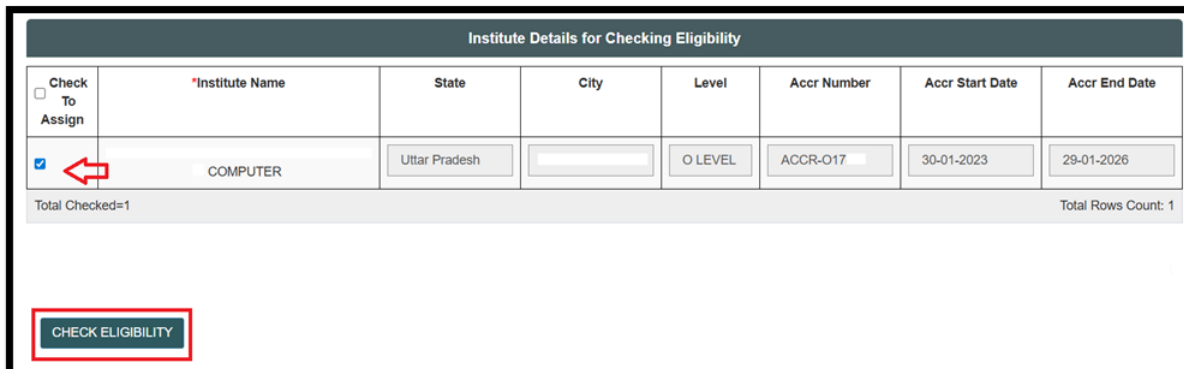 Institute Details for Checking Eligibility
Check To Assign
*Institute Name
State
City
Level
Accr Number
Accr Start Date
Accr End Date
COMPUTER
Uttar Pradesh
O LEVEL
ACCR-O17
30-01-2023
29-01-2026
Total Checked=1
Total Rows Count: 1
CHECK ELIGIBILITY